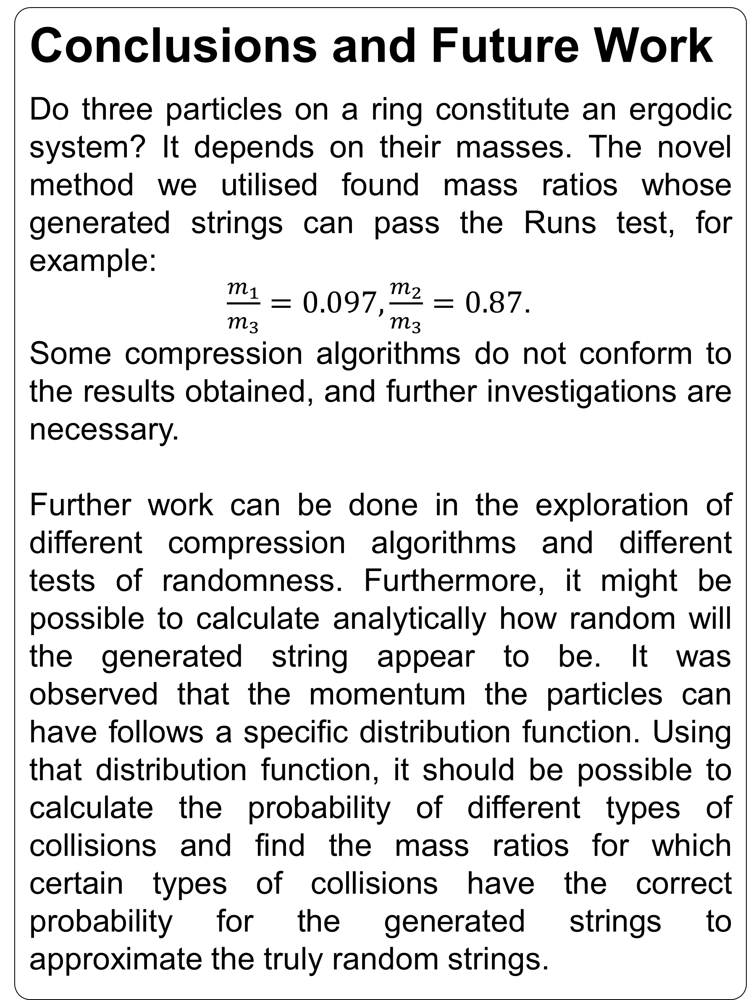 Conclusions and Future Work
Do three particles on a ring constitute an ergodic
system? It depends on their masses. The novel
method we utilised found mass ratios whose
generated strings can pass the Runs test, for
example:
m₁/m₃ = 0.097, m₂/m₃ = 0.87.
Some compression algorithms do not conform to
the results obtained, and further investigations are
necessary.
Further work can be done in the exploration of
different compression algorithms and different
tests of randomness. Furthermore, it might be
possible to calculate analytically how random will
the generated string appear to be. It was
observed that the momentum the particles can
have follows a specific distribution function. Using
that distribution function, it should be possible to
calculate the probability of different types of
collisions and find the mass ratios for which
certain types of collisions have the correct
probability for the generated strings to
approximate the truly random strings.